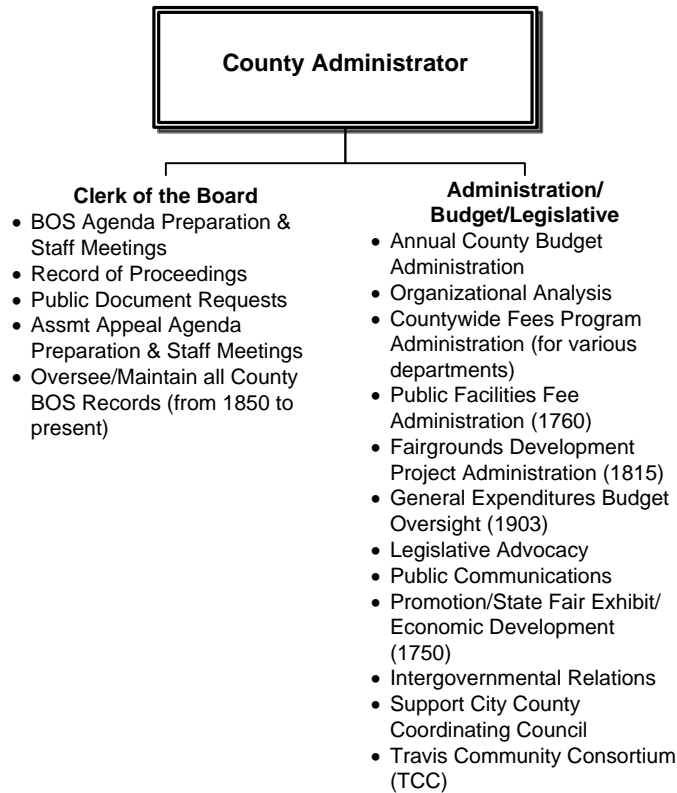 County Administrator
Clerk of the Board
• BOS Agenda Preparation &
Staff Meetings
• Record of Proceedings
• Public Document Requests
• Assmt Appeal Agenda
Preparation & Staff Meetings
• Oversee/Maintain all County
BOS Records (from 1850 to
present)
Administration/
Budget/Legislative
• Annual County Budget
Administration
• Organizational Analysis
• Countywide Fees Program
Administration (for various
departments)
• Public Facilities Fee
Administration (1760)
• Fairgrounds Development
Project Administration (1815)
• General Expenditures Budget
Oversight (1903)
• Legislative Advocacy
• Public Communications
• Promotion/State Fair Exhibit/
Economic Development
(1750)
• Intergovernmental Relations
• Support City County
Coordinating Council
• Travis Community Consortium
(TCC)